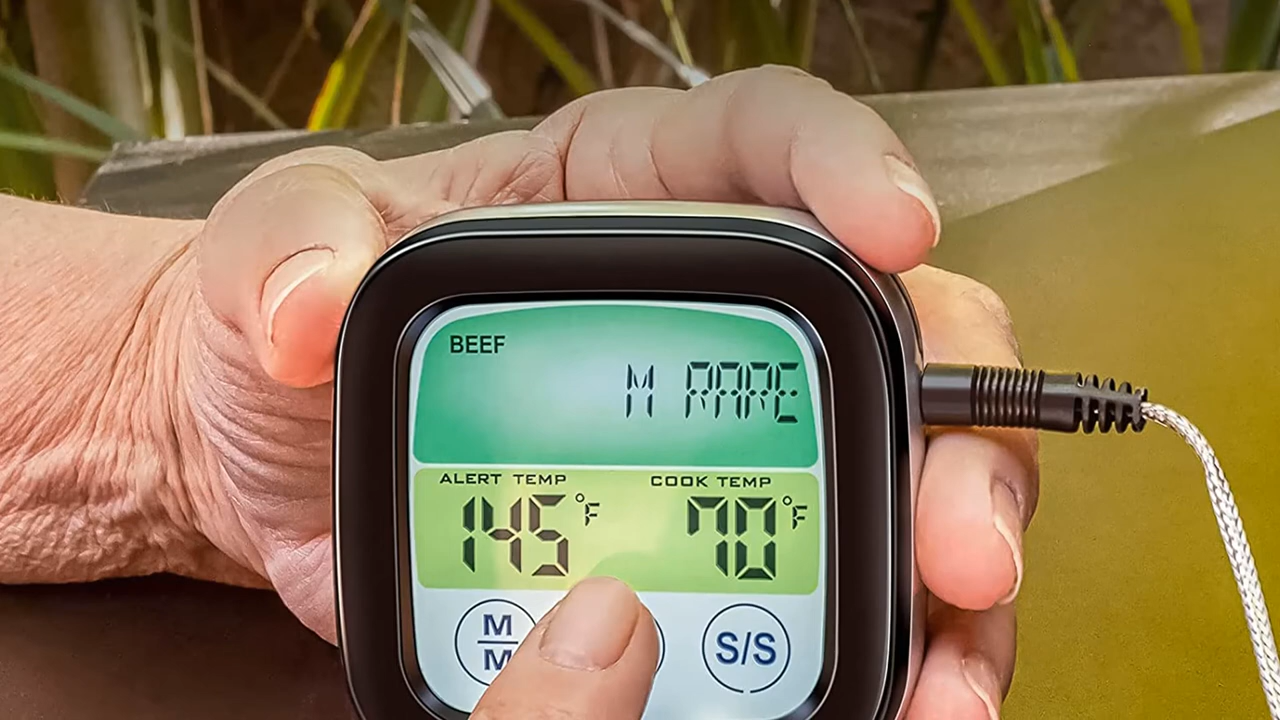 BEEF
M RARE
ALERT TEMP COOK TEMP
145°F 70°F
M
M
S/S